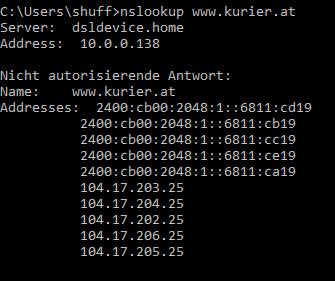 C:\Users\shuff>nslookup www.kurier.at
Server:  dsldevice.home
Address:  10.0.0.138

Nicht autorisierende Antwort:
Name:    www.kurier.at
Addresses:  2400:cb00:2048:1::6811:cd19
          2400:cb00:2048:1::6811:cb19
          2400:cb00:2048:1::6811:cc19
          2400:cb00:2048:1::6811:ce19
          2400:cb00:2048:1::6811:ca19
          104.17.203.25
          104.17.204.25
          104.17.202.25
          104.17.206.25
          104.17.205.25